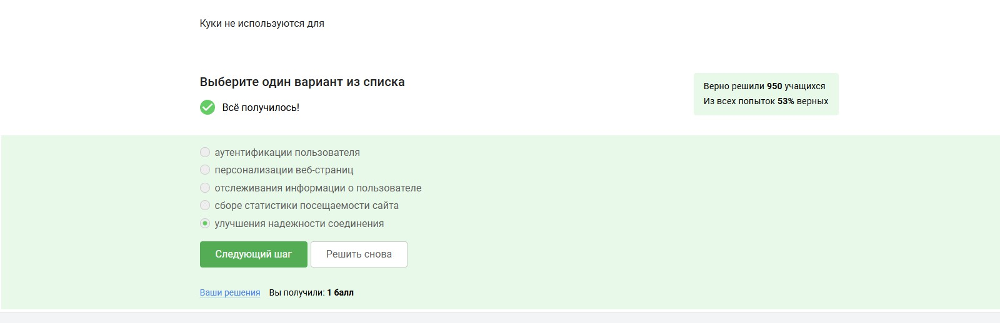 Куки не используются для
Выберите один вариант из списка
Всё получилось!
Верно решили 950 учащихся
Из всех попыток 53% верных
аутентификации пользователя
персонализации веб-страниц
отслеживания информации о пользователе
сборе статистики посещаемости сайта
улучшения надежности соединения
Следующий шаг
Решить снова
Ваши решения Вы получили: 1 балл